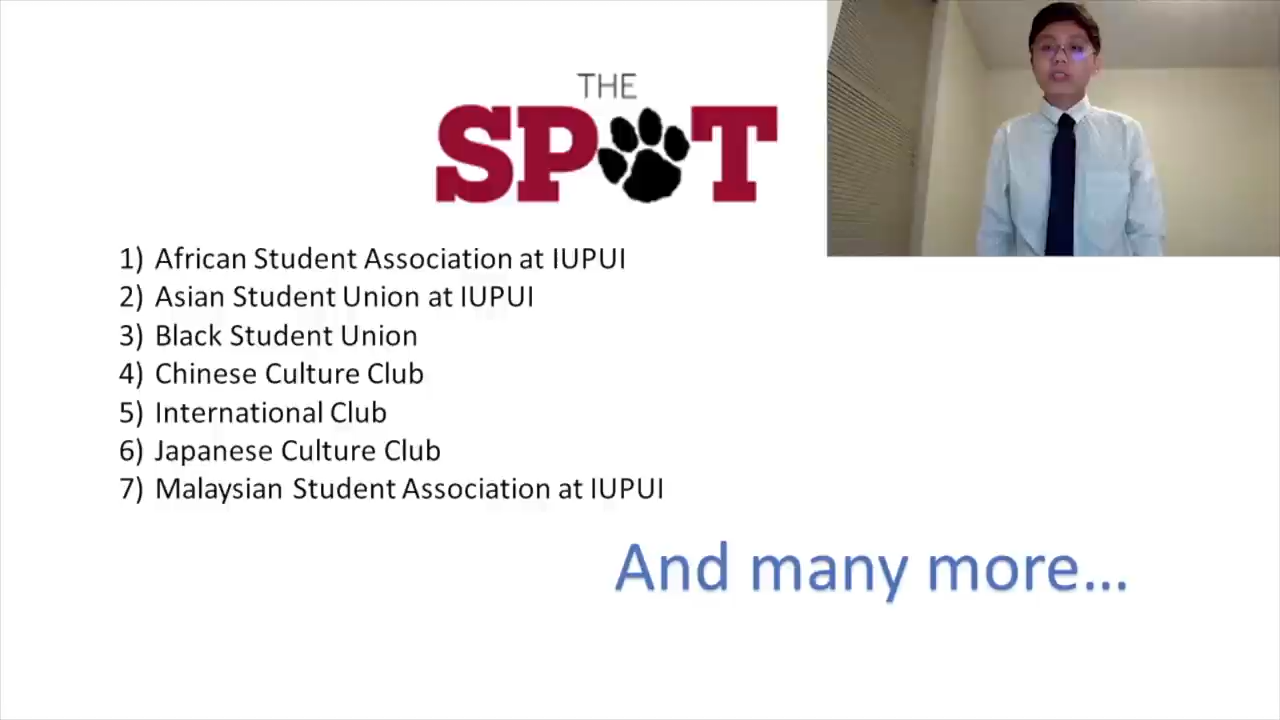 THE
SPOT
1) African Student Association at IUPUI
2) Asian Student Union at IUPUI
3) Black Student Union
4) Chinese Culture Club
5) International Club
6) Japanese Culture Club
7) Malaysian Student Association at IUPUI
And many more...